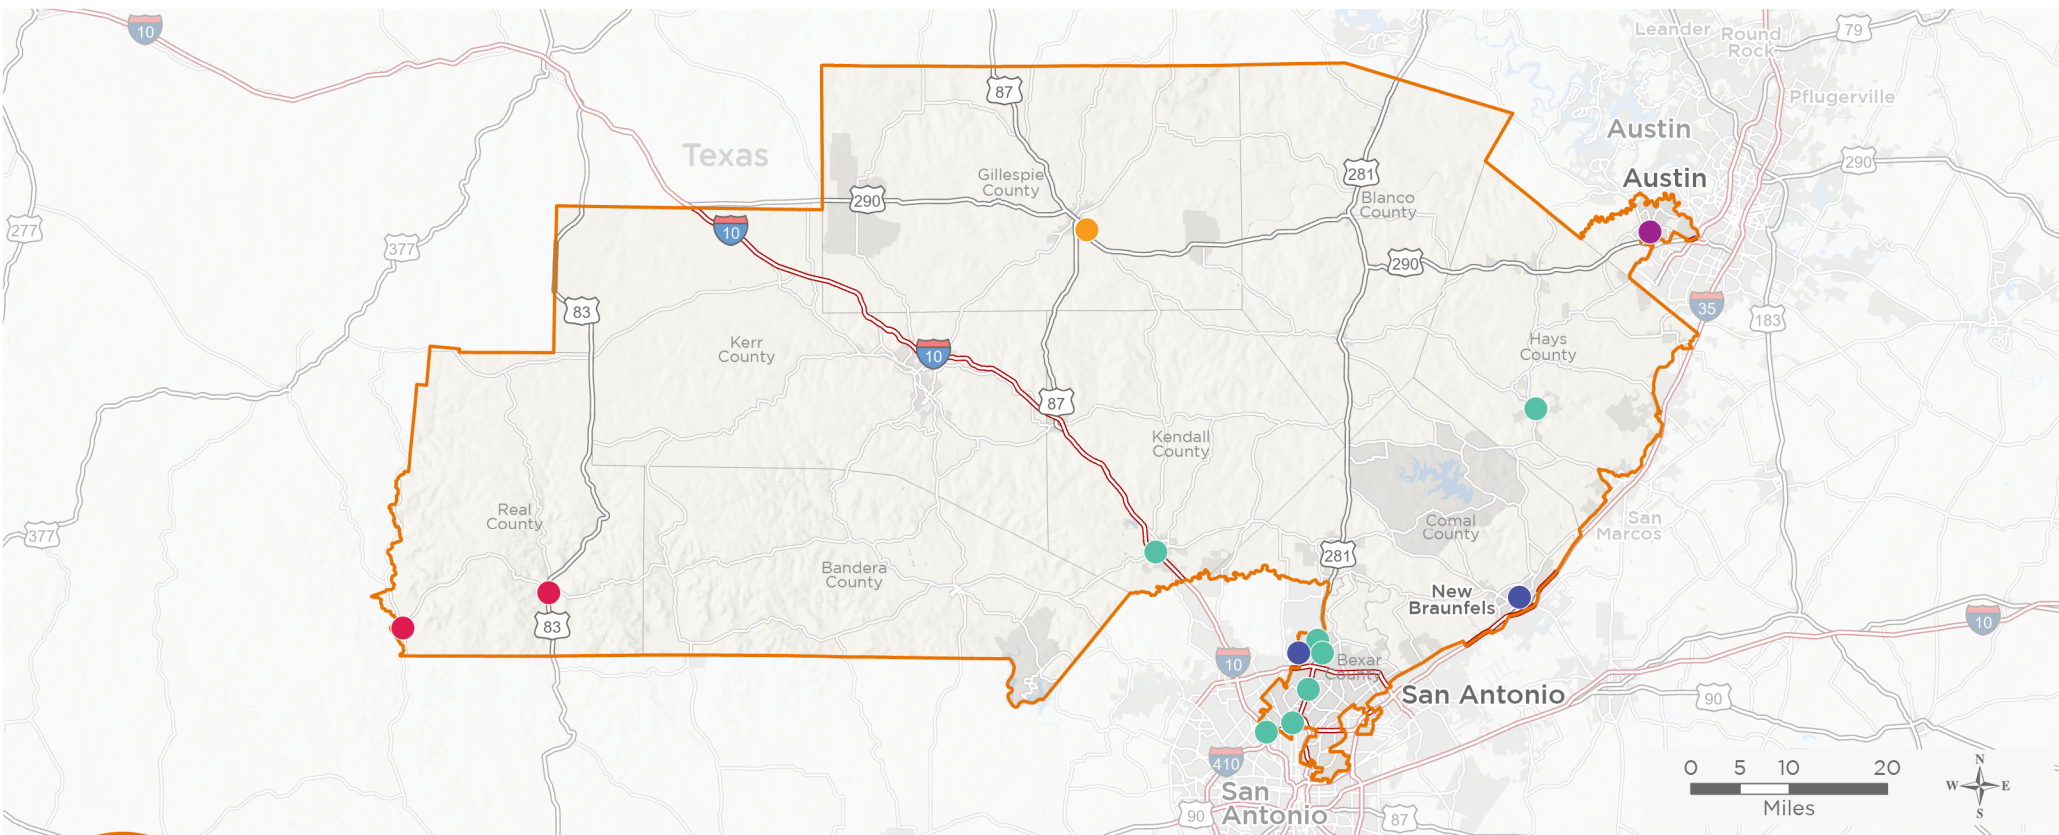 10
79
Leander
Round
Rock
87
Pflugerville
Austin
Texas
290
Gillespie
County
281
Austin
290
Blanco
County
277
10
377
290
83
35
183
Kerr
County
10
Hays
County
87
Kendall
County
Real
County
377
San
Marcos
Comal
County
281
Bandera
County
New
Braunfels
83
10
10
Bexar
County
San Antonio
90
410
0 5 10 20
Miles
N
W E
S
San
Antonio
90
87